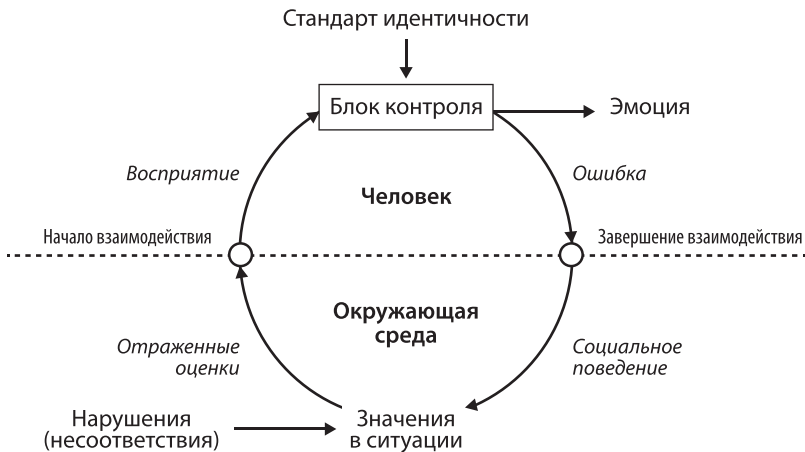 Стандарт идентичности
Блок контроля
Эмоция
Восприятие
Ошибка
Человек
Начало взаимодействия
Завершение взаимодействия
Окружающая
среда
Отраженные
оценки
Социальное
поведение
Нарушения
(несоответствия)
Значения
в ситуации